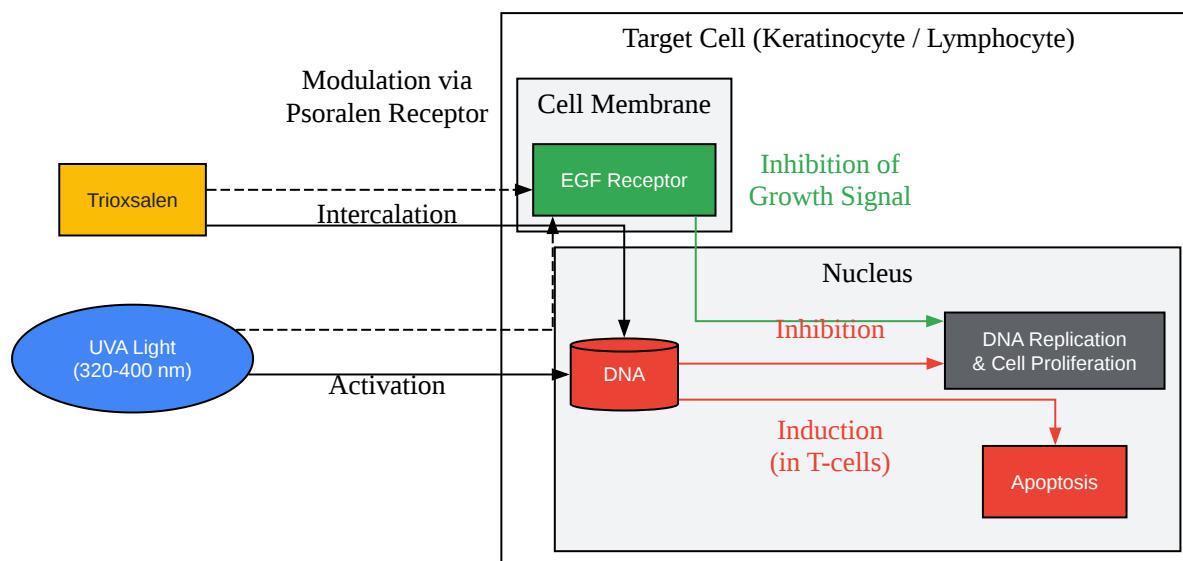 Target Cell (Keratinocyte / Lymphocyte)
Modulation via
Psoralen Receptor
Cell Membrane
EGF Receptor
Inhibition of
Growth Signal
Trioxsalen
Intercalation
Nucleus
UVA Light
(320-400 nm)
Activation
DNA
Inhibition
DNA Replication
& Cell Proliferation
Induction
(in T-cells)
Apoptosis